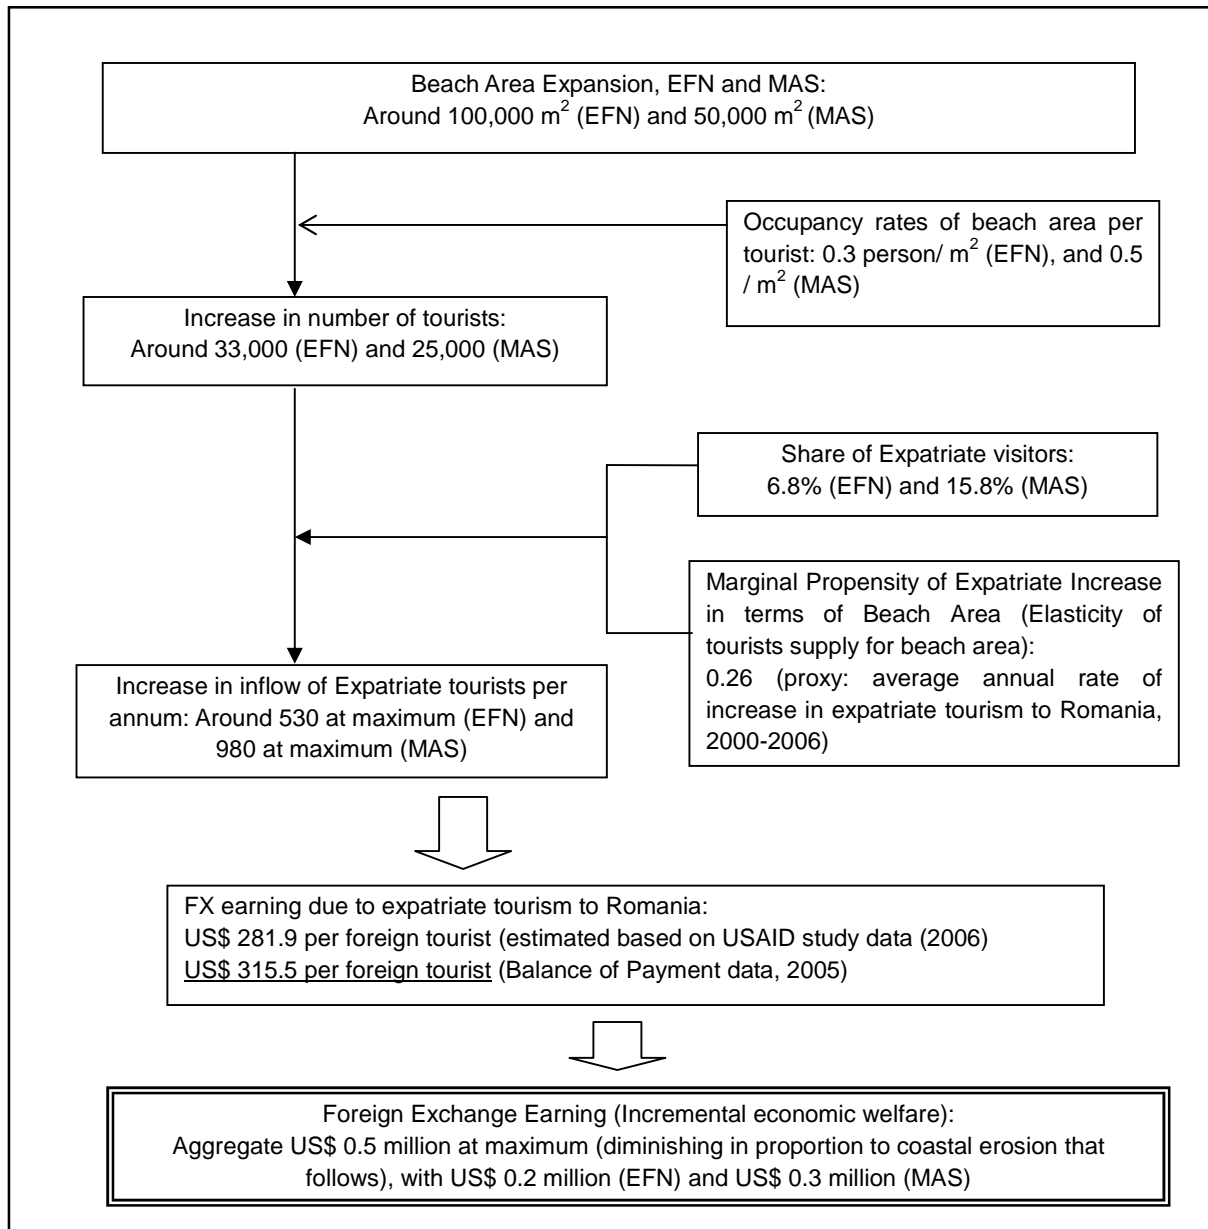 Beach Area Expansion, EFN and MAS:
Around 100,000 m² (EFN) and 50,000 m² (MAS)
Occupancy rates of beach area per
tourist: 0.3 person/ m² (EFN), and 0.5
/ m² (MAS)
Increase in number of tourists:
Around 33,000 (EFN) and 25,000 (MAS)
Share of Expatriate visitors:
6.8% (EFN) and 15.8% (MAS)
Marginal Propensity of Expatriate Increase
in terms of Beach Area (Elasticity of
tourists supply for beach area):
0.26 (proxy: average annual rate of
increase in expatriate tourism to Romania,
2000-2006)
Increase in inflow of Expatriate tourists per
annum: Around 530 at maximum (EFN) and
980 at maximum (MAS)
FX earning due to expatriate tourism to Romania:
US$ 281.9 per foreign tourist (estimated based on USAID study data (2006)
US$ 315.5 per foreign tourist (Balance of Payment data, 2005)
Foreign Exchange Earning (Incremental economic welfare):
Aggregate US$ 0.5 million at maximum (diminishing in proportion to coastal erosion that
follows), with US$ 0.2 million (EFN) and US$ 0.3 million (MAS)